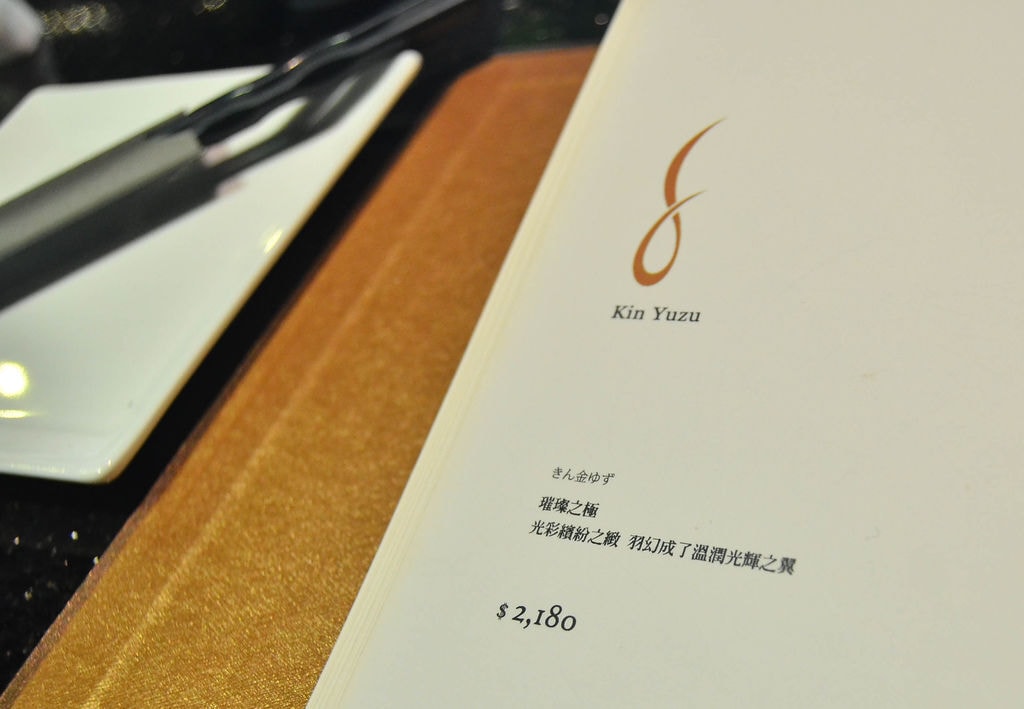 Kin Yuzu
きん金ゆず
璀璨之極
光彩繽紛之緻 羽幻成了溫潤光輝之翼
$2,180